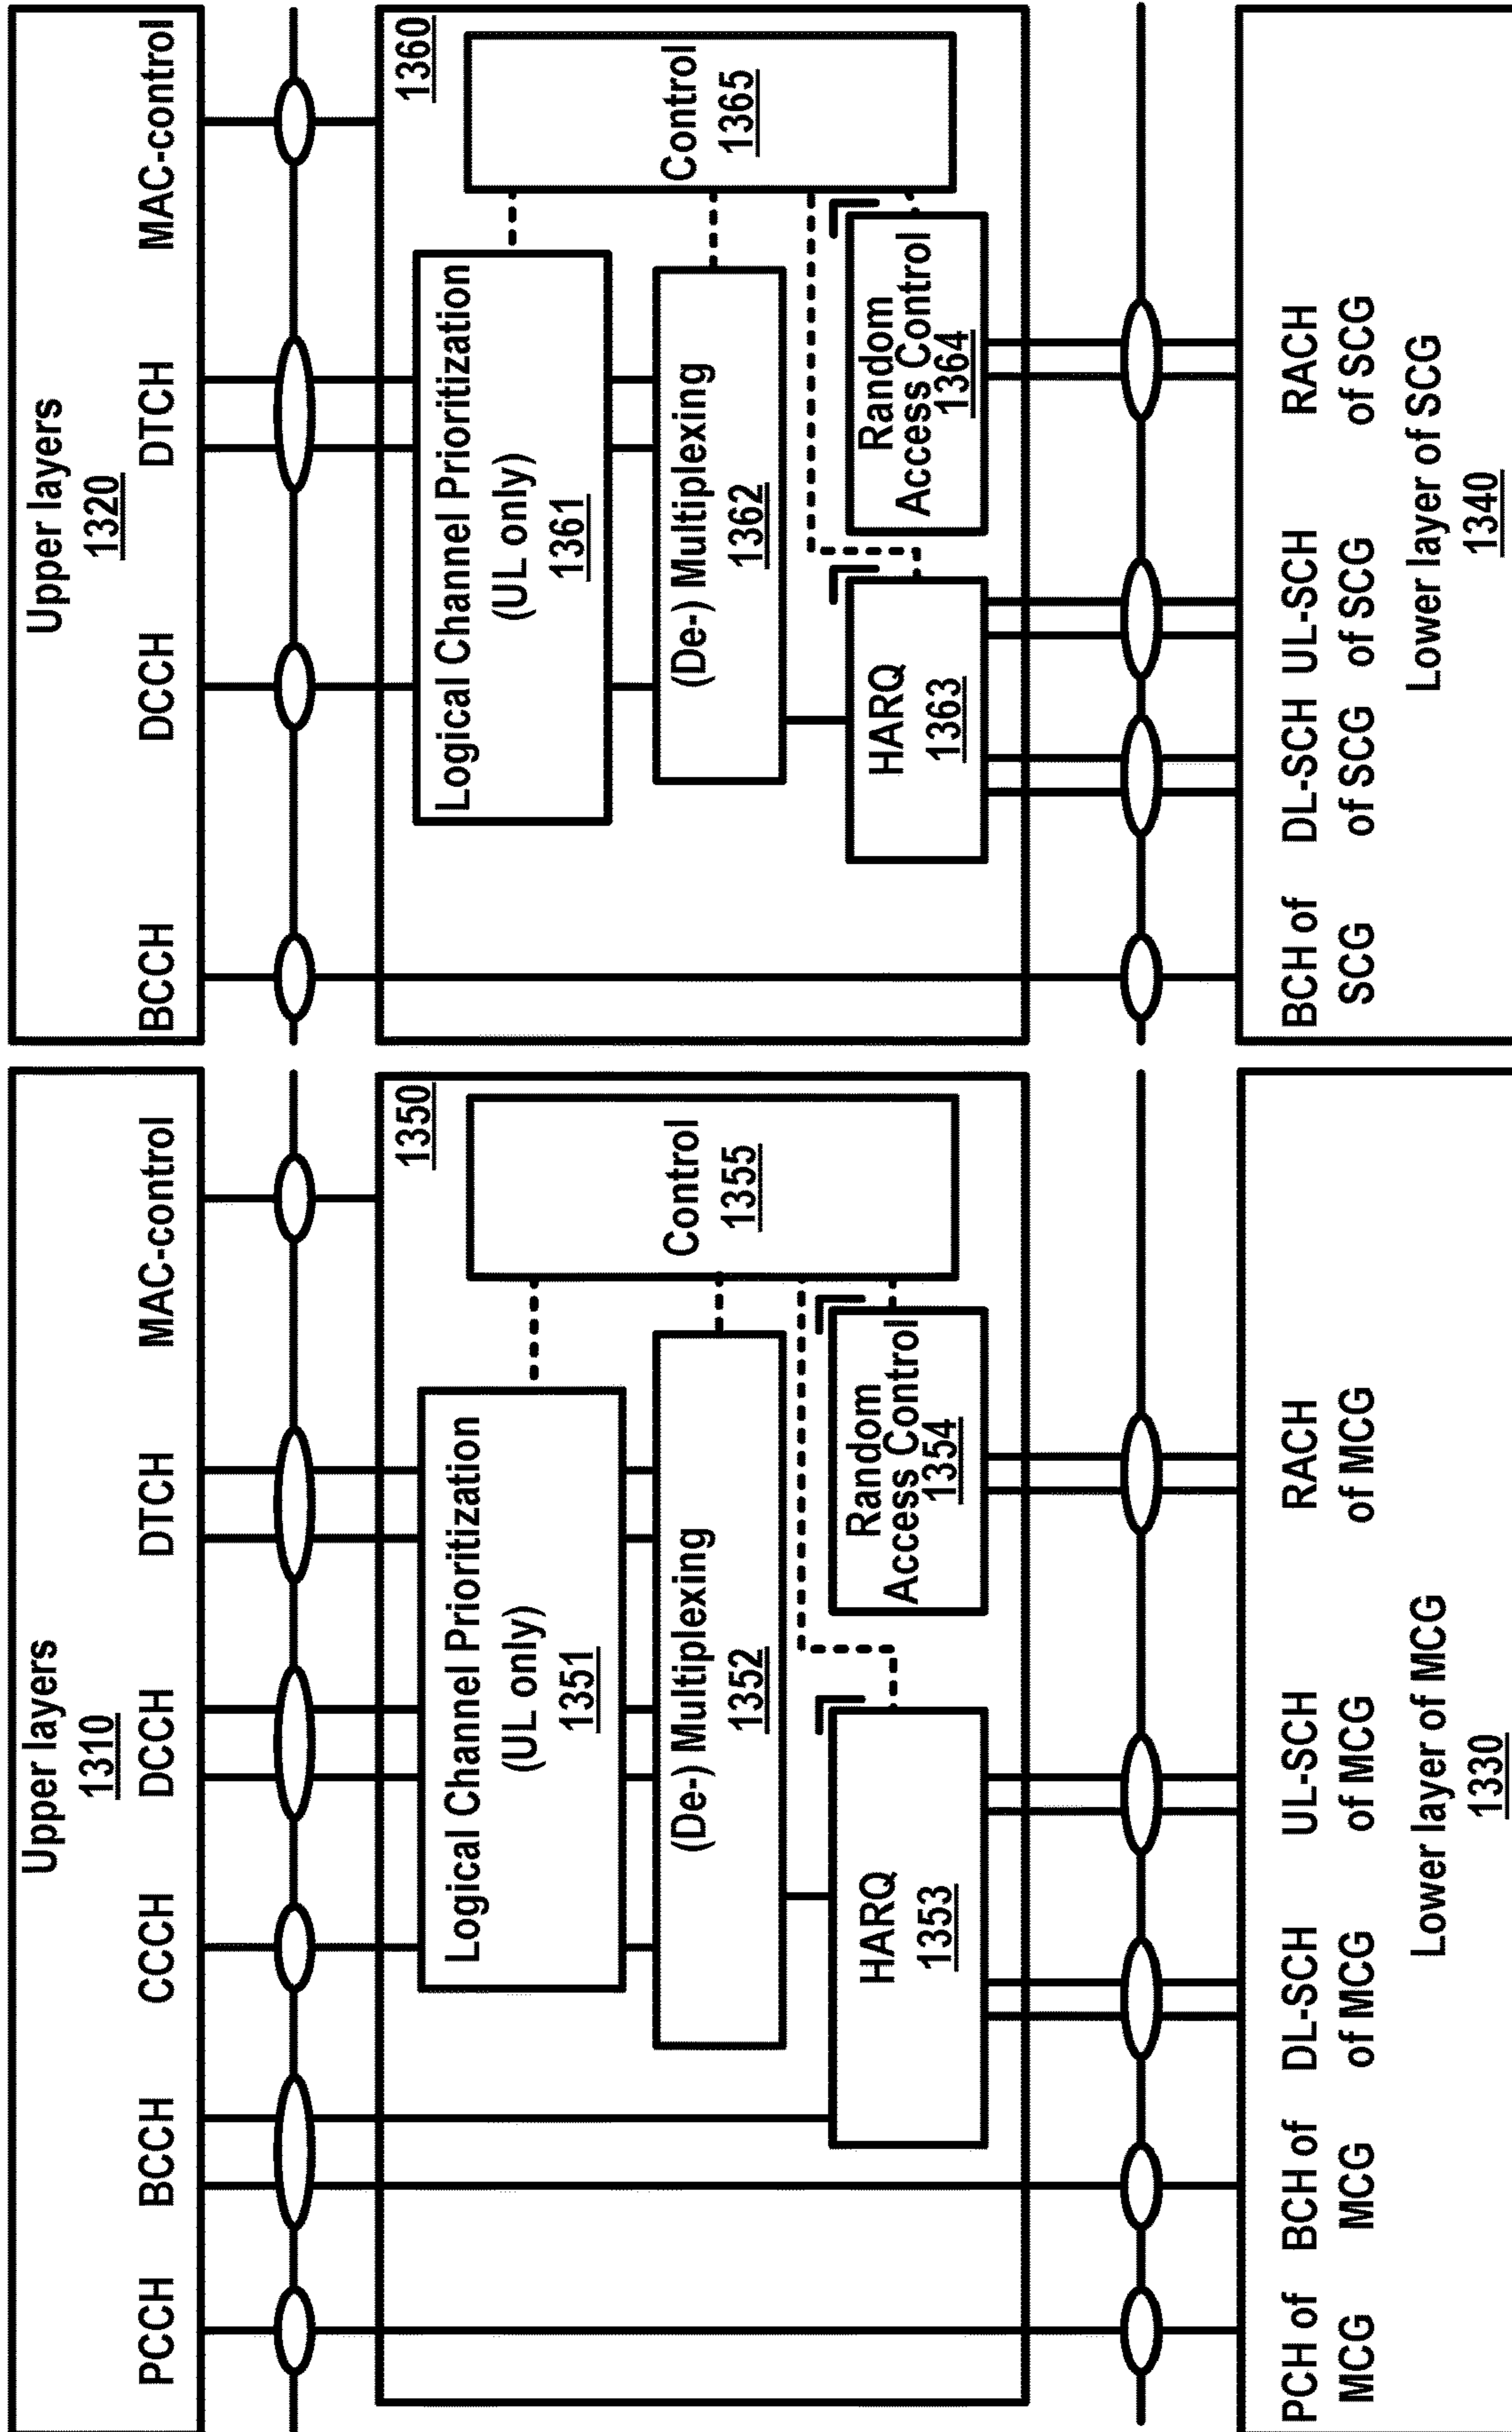 Upper layers
1310
PCCH
BCCH
CCCH
DCCH
DTCH
MAC-control
1350
Logical Channel Prioritization
(UL only)
1351
(De-) Multiplexing
1352
HARQ
1353
Random
Access Control
1354
Control
1355
PCH of
MCG
BCH of
MCG
DL-SCH
of MCG
UL-SCH
of MCG
RACH
of MCG
Lower layer of MCG
1330
Upper layers
1320
BCCH
DCCH
DTCH
MAC-control
1360
Logical Channel Prioritization
(UL only)
1361
(De-) Multiplexing
1362
HARQ
1363
Random
Access Control
1364
Control
1365
BCH of
SCG
DL-SCH
of SCG
UL-SCH
of SCG
RACH
of SCG
Lower layer of SCG
1340